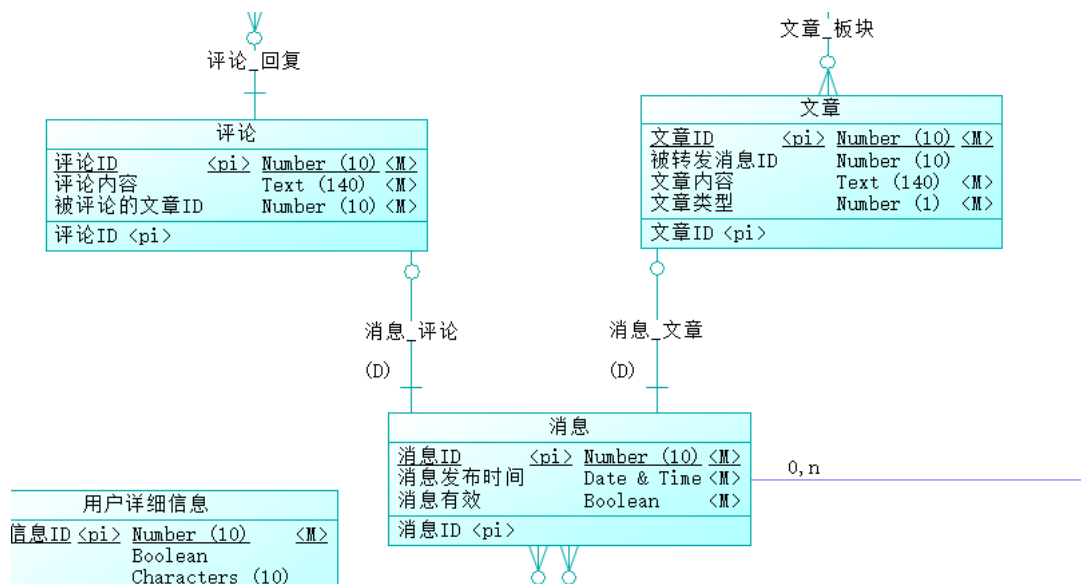 文章_板块
评论_回复
文章
文章ID <pi> Number (10) <M>
被转发消息ID Number (10)
文章内容 Text (140) <M>
文章类型 Number (1) <M>
文章ID <pi>
评论
评论ID <pi> Number (10) <M>
评论内容 Text (140) <M>
被评论的文章ID Number (10) <M>
评论ID <pi>
消息_评论
消息_文章
(D)
(D)
消息
消息ID <pi> Number (10) <M>
消息发布时间 Date & Time <M>
消息有效 Boolean <M>
消息ID <pi>
0,n
用户详细信息
信息ID <pi> Number (10) <M>
Boolean
Characters (10)